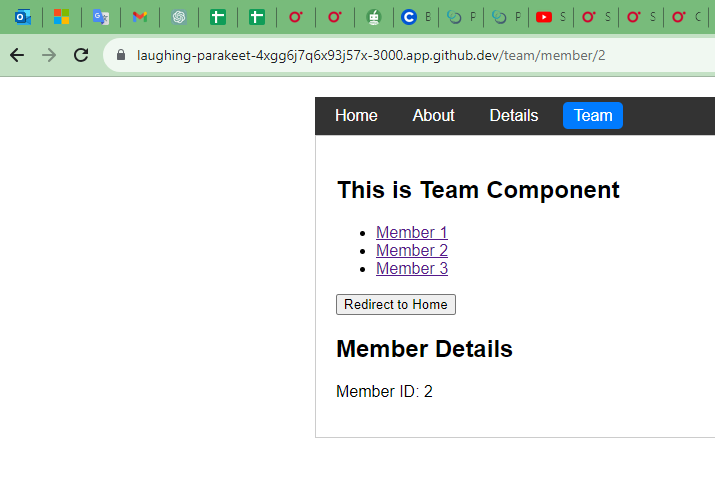 B P P S S S C
laughing-parakeet-4xgg6j7q6x93j57x-3000.app.github.dev/team/member/2
Home About Details Team
This is Team Component
Member 1
Member 2
Member 3
Redirect to Home
Member Details
Member ID: 2